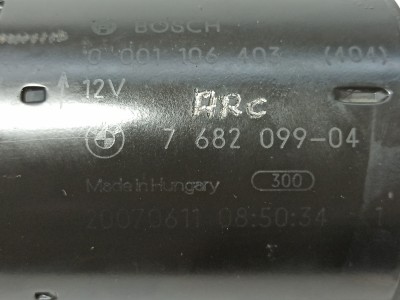 BOSCH
0 001 106 403 (404)
12V
ARC
7 682 099-04
Made in Hungary 300
20070611 08:50:34 1